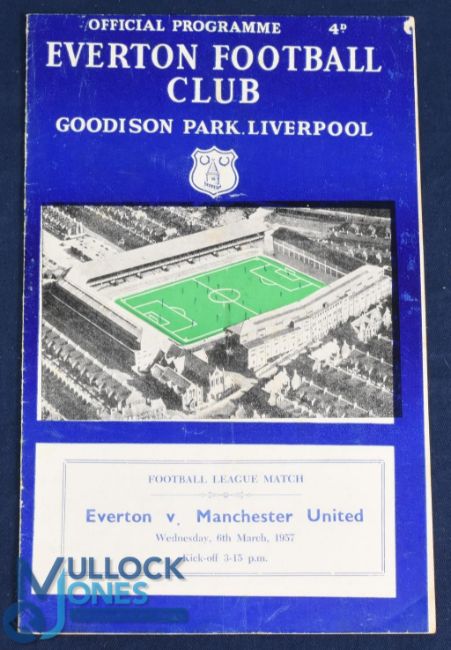 OFFICIAL PROGRAMME 4D
EVERTON FOOTBALL
CLUB
GOODISON PARK. LIVERPOOL
FOOTBALL LEAGUE MATCH
Everton v. Manchester United
Wednesday, 6th March, 1957
Kick-off 3-15 p.m.
MULLOCK
JONES